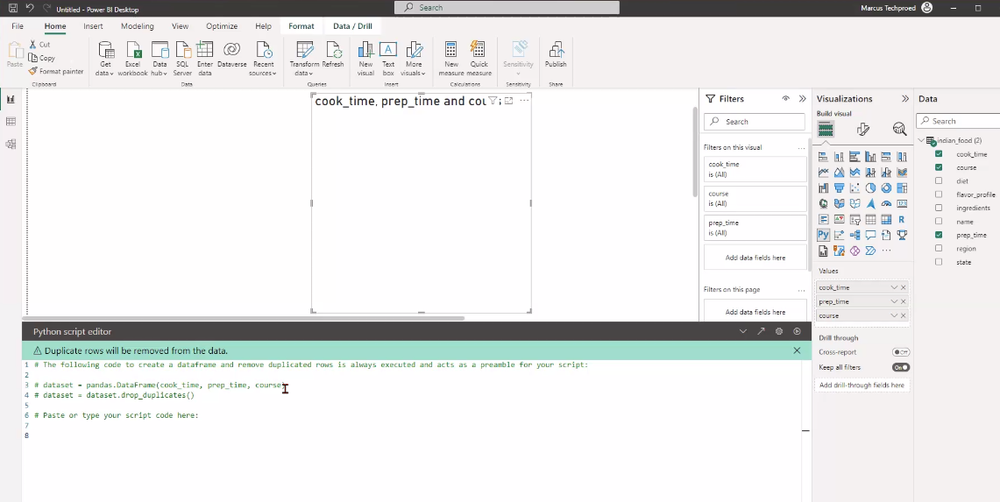 Untitled - Power BI Desktop
Search
Marcus Techproed
File
Home
Insert
Modeling
View
Optimize
Help
Format
Data / Drill
Paste
Cut
Copy
Format painter
Clipboard
Get data
Excel workbook
Data hub
SQL Server
Enter data
Dataverse
Recent sources
Data
Transform data
Refresh
Queries
New visual
Text box
More visuals
Insert
New measure
Quick measure
Calculations
Sensitivity
Sensitivity
Publish
Share
cook_time, prep_time and cou
Filters
Search
Filters on this visual
...
cook_time
is (All)
course
is (All)
prep_time
is (All)
Add data fields here
Filters on this page
...
Add data fields here
Visualizations
Build visual
123
R
Py
...
Values
cook_time
prep_time
course
Drill through
Cross-report
Off
Keep all filters
On
Add drill-through fields here
Data
Search
indian_food (2)
cook_time
course
diet
flavor_profile
ingredients
name
prep_time
region
state
Python script editor
Duplicate rows will be removed from the data.
1 # The following code to create a dataframe and remove duplicated rows is always executed and acts as a preamble for your script:
2
3 # dataset = pandas.DataFrame(cook_time, prep_time, course)
4 # dataset = dataset.drop_duplicates()
5
6 # Paste or type your script code here:
7
8